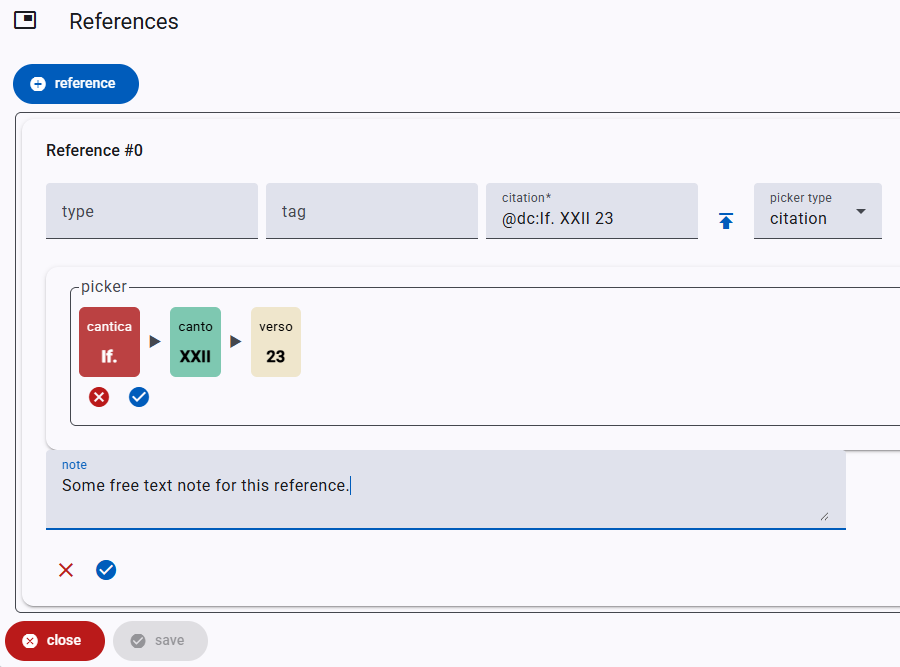 References
reference
Reference #0
type
tag
citation*
@dc:If. XXII 23
picker type
citation
picker
cantica
If.
canto
XXII
verso
23
note
Some free text note for this reference.
close
save